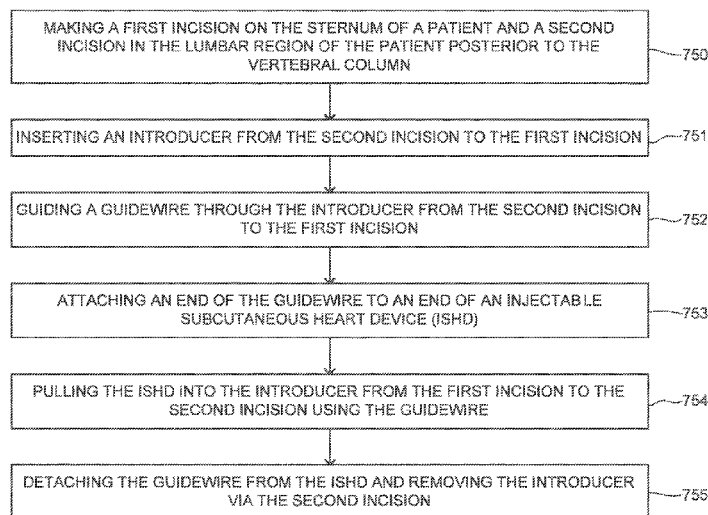 MAKING A FIRST INCISION ON THE STERNUM OF A PATIENT AND A SECOND
INCISION IN THE LUMBAR REGION OF THE PATIENT POSTERIOR TO THE
VERTEBRAL COLUMN
750
INSERTING AN INTRODUCER FROM THE SECOND INCISION TO THE FIRST INCISION
751
GUIDING A GUIDEWIRE THROUGH THE INTRODUCER FROM THE SECOND INCISION
TO THE FIRST INCISION
752
ATTACHING AN END OF THE GUIDEWIRE TO AN END OF AN INJECTABLE
SUBCUTANEOUS HEART DEVICE (ISHD)
753
PULLING THE ISHD INTO THE INTRODUCER FROM THE FIRST INCISION TO THE
SECOND INCISION USING THE GUIDEWIRE
754
DETACHING THE GUIDEWIRE FROM THE ISHD AND REMOVING THE INTRODUCER
VIA THE SECOND INCISION
755